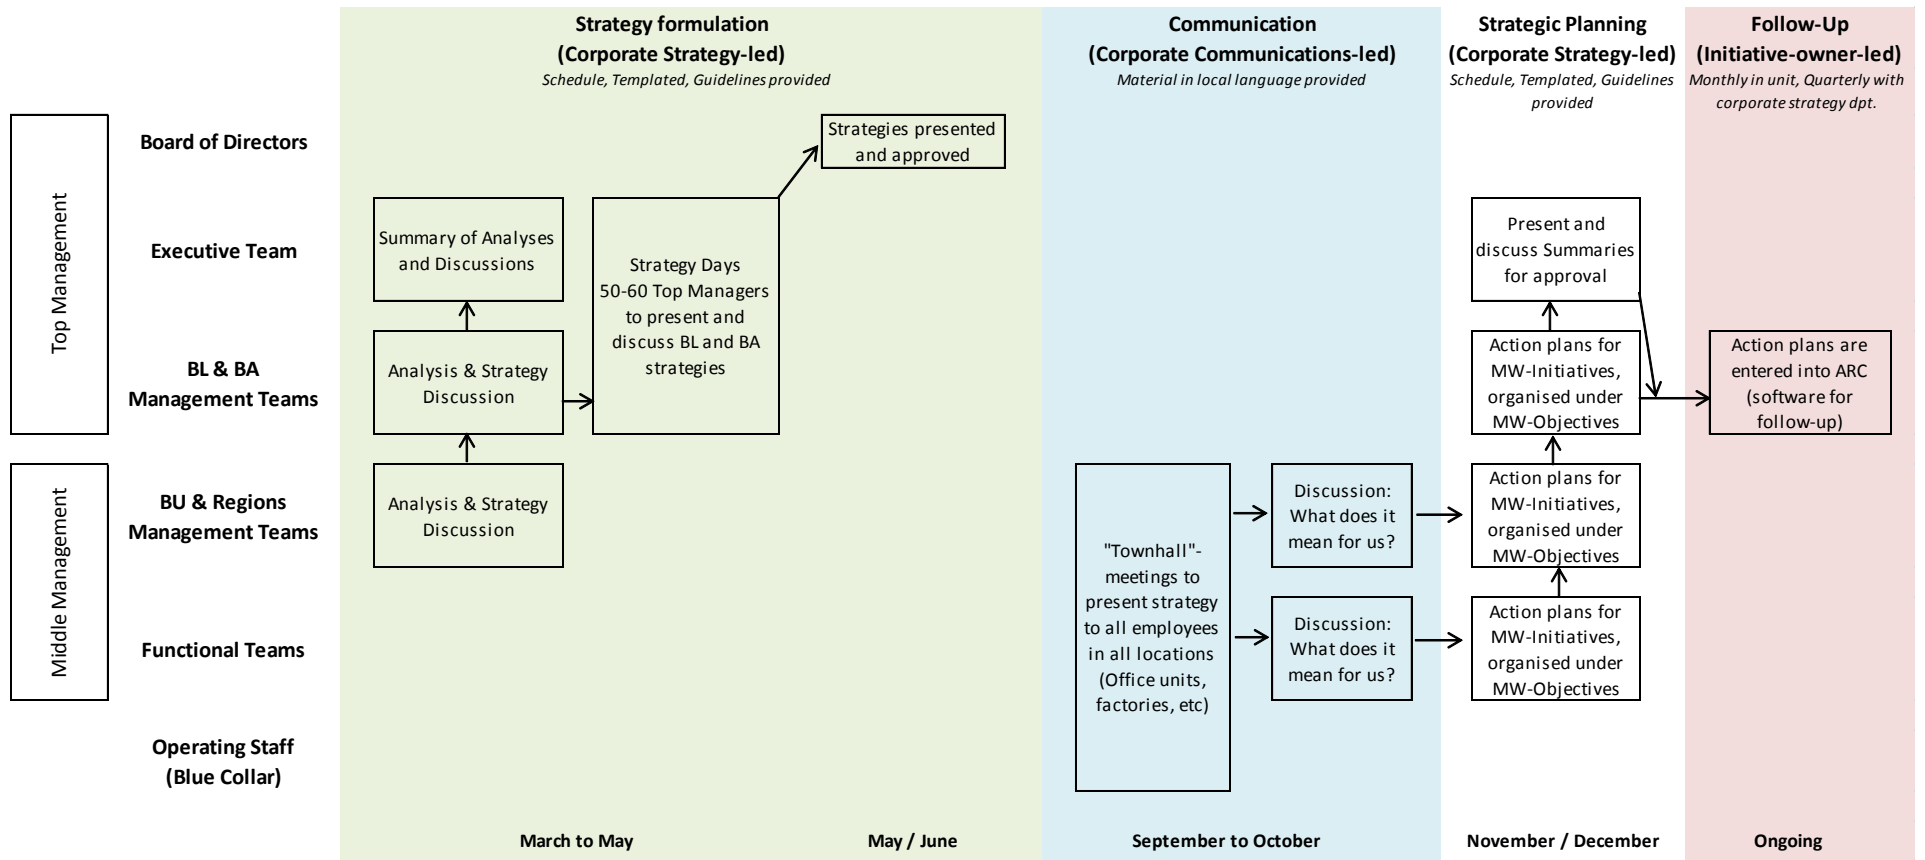 Strategy formulation
(Corporate Strategy-led)
Schedule, Templated, Guidelines provided
Communication
(Corporate Communications-led)
Material in local language provided
Strategic Planning
(Corporate Strategy-led)
Schedule, Templated, Guidelines
provided
Follow-Up
(Initiative-owner-led)
Monthly in unit, Quarterly with
corporate strategy dpt.
Top Management
Board of Directors
Strategies presented
and approved
Executive Team
Summary of Analyses
and Discussions
Strategy Days
50-60 Top Managers
to present and
discuss BL and BA
strategies
Present and
discuss Summaries
for approval
BL & BA
Management Teams
Analysis & Strategy
Discussion
Action plans for
MW-Initiatives,
organised under
MW-Objectives
Action plans are
entered into ARC
(software for
follow-up)
Middle Management
BU & Regions
Management Teams
Analysis & Strategy
Discussion
"Townhall"-
meetings to
present strategy
to all employees
in all locations
(Office units,
factories, etc)
Discussion:
What does it
mean for us?
Action plans for
MW-Initiatives,
organised under
MW-Objectives
Functional Teams
Discussion:
What does it
mean for us?
Action plans for
MW-Initiatives,
organised under
MW-Objectives
Operating Staff
(Blue Collar)
March to May
May / June
September to October
November / December
Ongoing